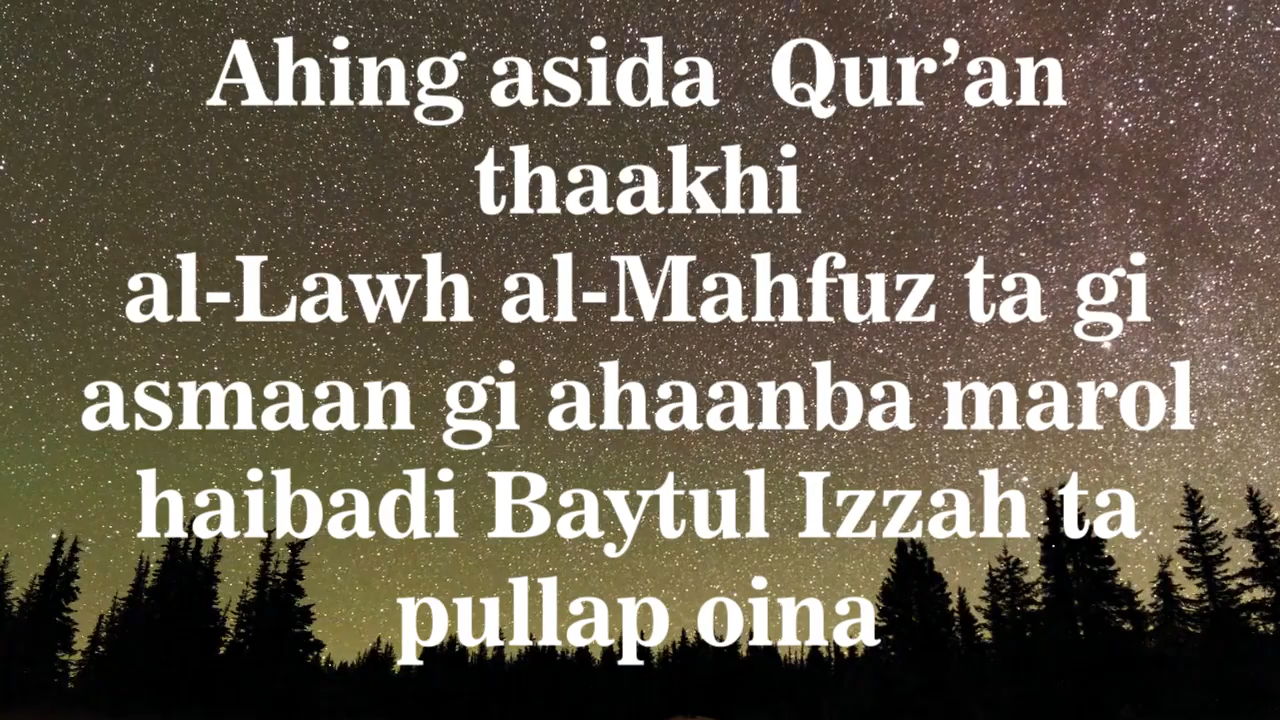 Ahing asida  Qur’an
thaakhi
al-Lawh al-Mahfuz ta gi
asmaan gi ahaanba marol
haibadi Baytul Izzah ta
pullap oina